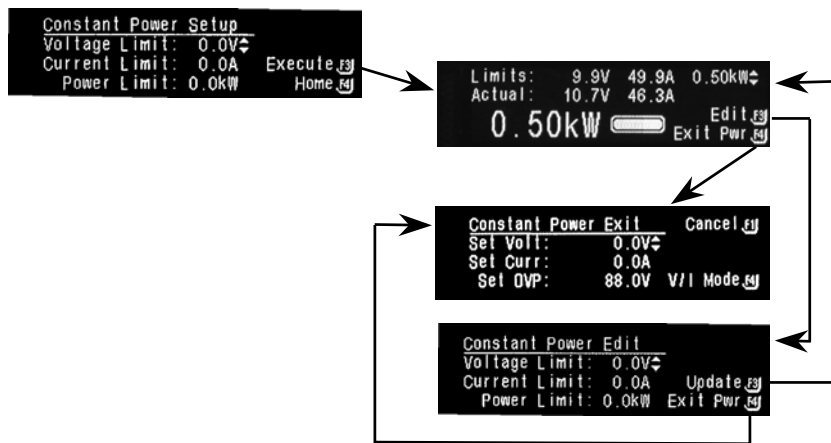 Constant Power Setup
Voltage Limit: 0.0V
Current Limit: 0.0A Execute F3
Power Limit: 0.0kW Home F4
Limits: 9.9V 49.9A 0.50kW
Actual: 10.7V 46.3A
Edit F3
0.50kW
Exit Pwr F4
Constant Power Exit Cancel F1
Set Volt: 0.0V
Set Curr: 0.0A
Set OVP: 88.0V V/I Mode F4
Constant Power Edit
Voltage Limit: 0.0V
Current Limit: 0.0A Update F3
Power Limit: 0.0kW Exit Pwr F4